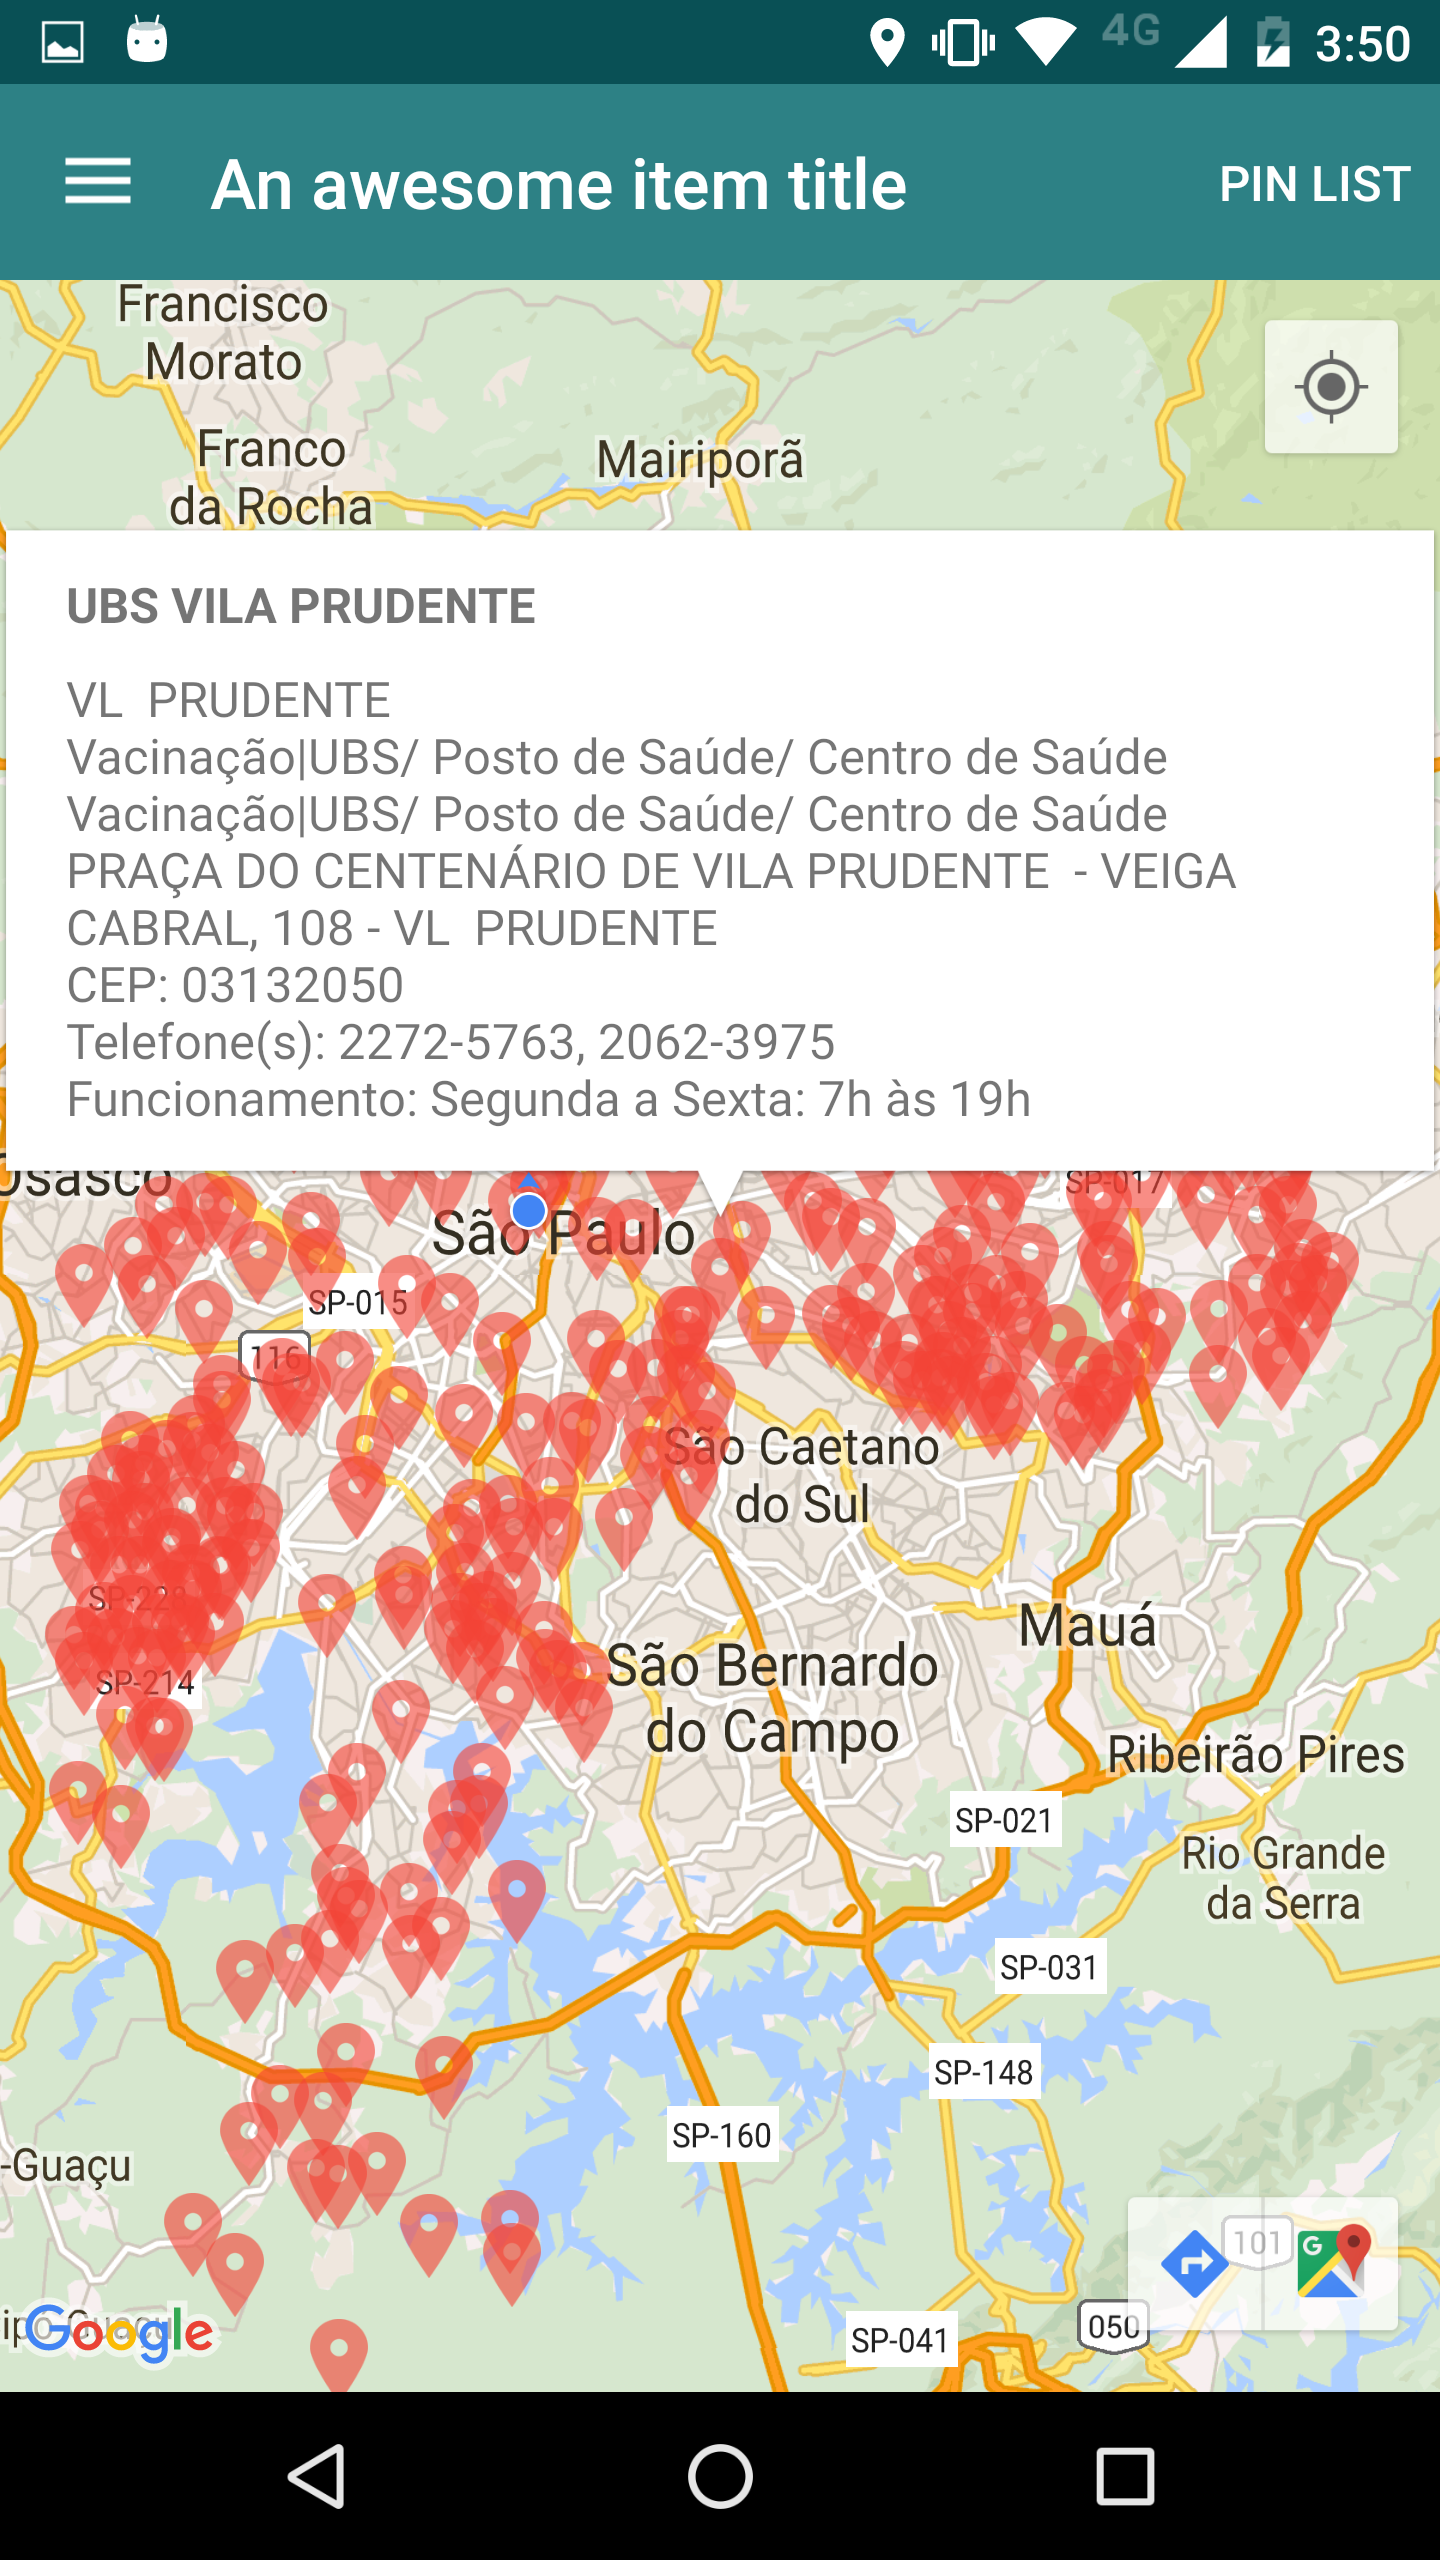 4G 3:50
An awesome item title
PIN LIST
Francisco
Morato
Franco
da Rocha
Mairiporã
UBS VILA PRUDENTE
VL  PRUDENTE
Vacinação|UBS/ Posto de Saúde/ Centro de Saúde
Vacinação|UBS/ Posto de Saúde/ Centro de Saúde
PRAÇA DO CENTENÁRIO DE VILA PRUDENTE  - VEIGA
CABRAL, 108 - VL  PRUDENTE
CEP: 03132050
Telefone(s): 2272-5763, 2062-3975
Funcionamento: Segunda a Sexta: 7h às 19h
Osasco
SP-017
São Paulo
SP-015
116
São Caetano
do Sul
SP-228
Mauá
São Bernardo
do Campo
SP-214
Ribeirão Pires
SP-021
Rio Grande
da Serra
SP-031
SP-148
SP-160
-Guaçu
101
G
Google
050
SP-041